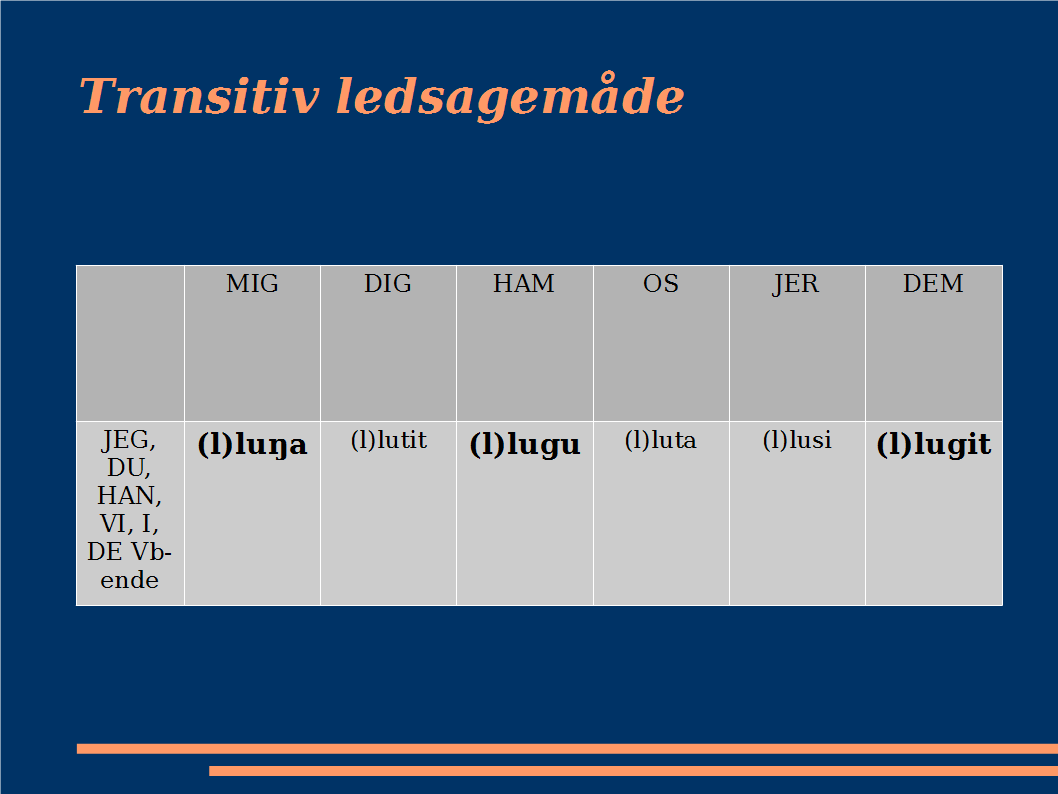 Transitiv ledsagemåde
MIG DIG HAM OS JER DEM
JEG, (l)luŋa (l)lutit (l)lugu (l)luta (l)lusi (l)lugit
DU,
HAN,
VI, I,
DE Vb-
ende